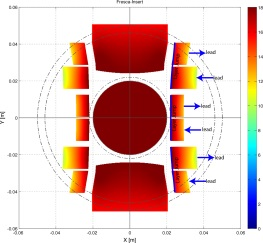 Fresca Insert
0.06
0.04
0.02
0
-0.02
-0.04
-0.06
Y [m]
-0.06 -0.04 -0.02 0 0.02 0.04 0.06
X [m]
lead
lead
lead
lead
lead
lead
18
16
14
12
10
8
6
4
2
0